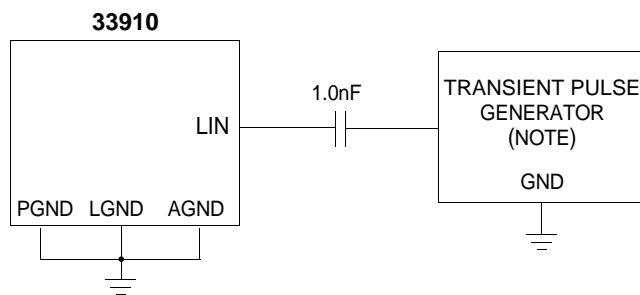 33910
1.0nF
TRANSIENT PULSE
GENERATOR
(NOTE)
LIN
GND
PGND LGND AGND